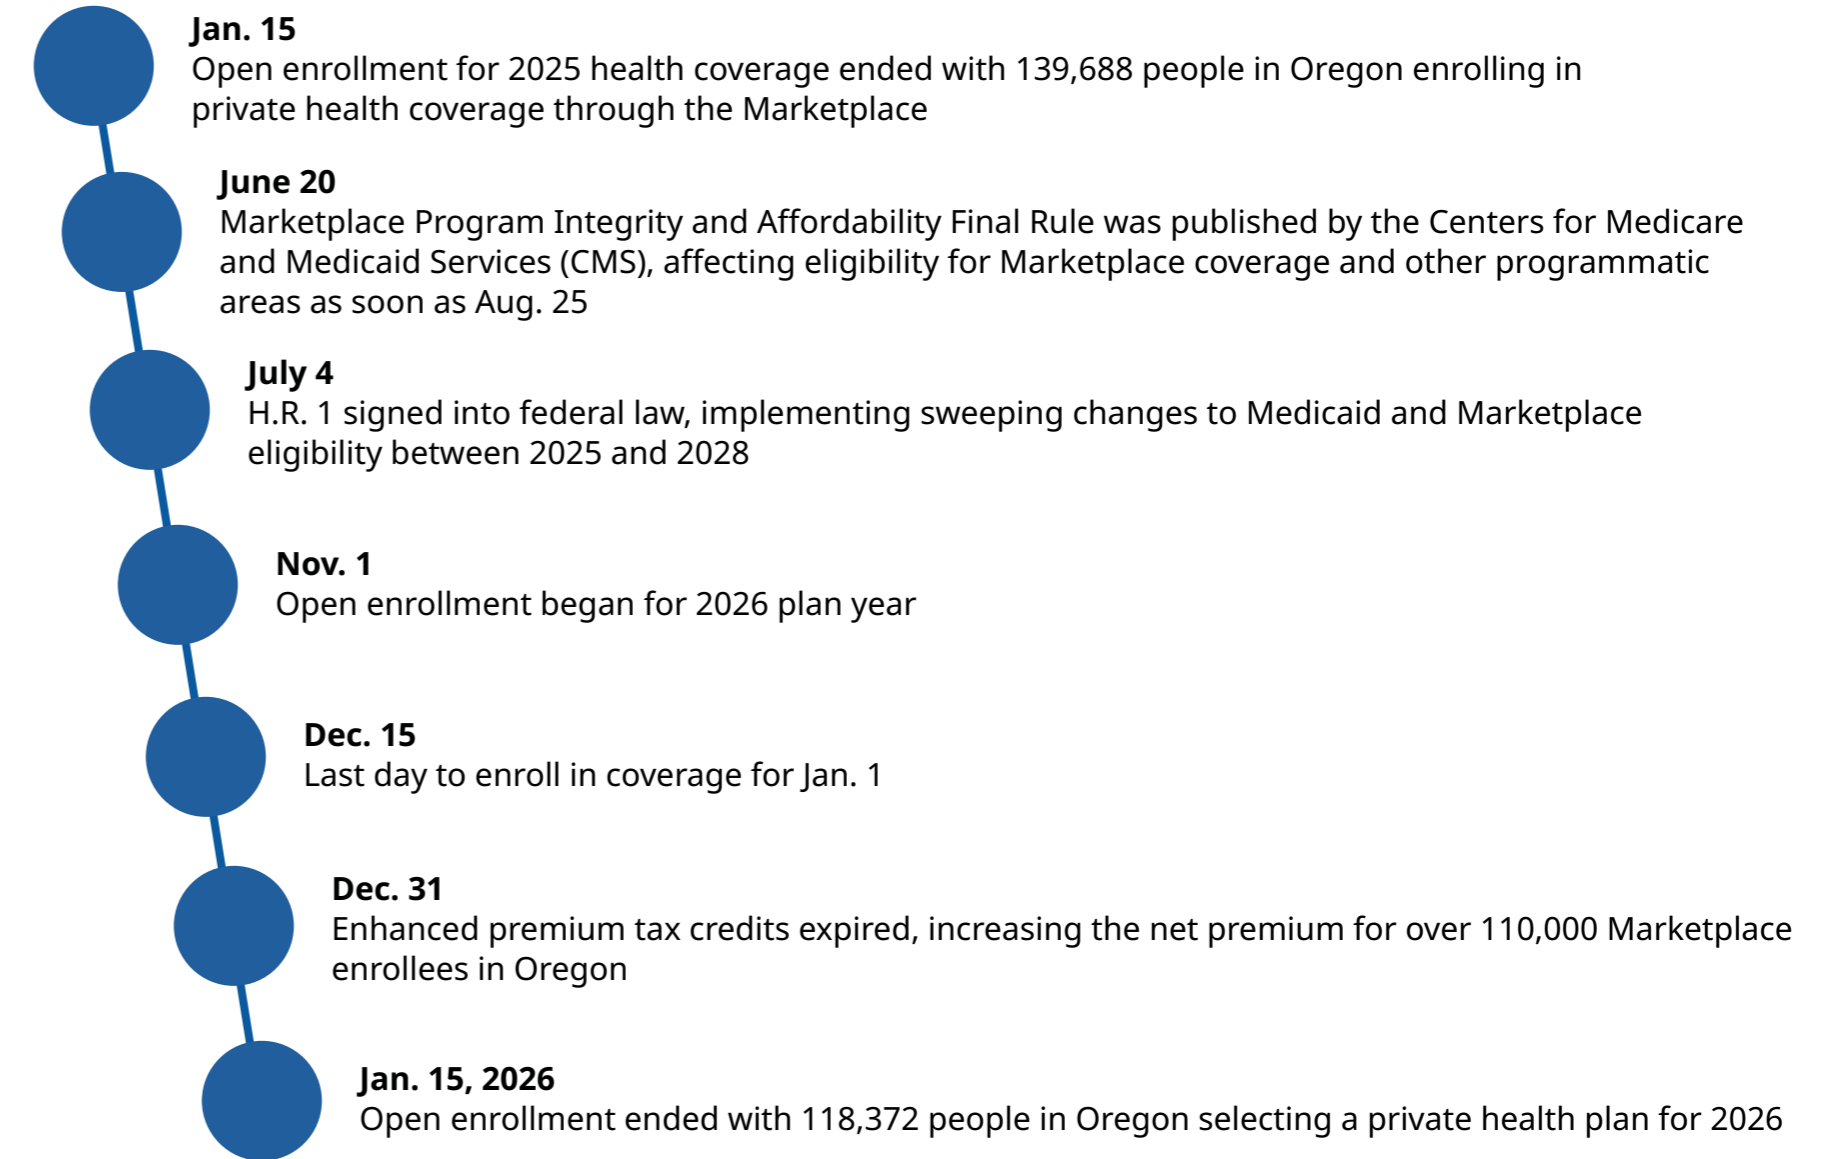 Jan. 15
Open enrollment for 2025 health coverage ended with 139,688 people in Oregon enrolling in
private health coverage through the Marketplace
June 20
Marketplace Program Integrity and Affordability Final Rule was published by the Centers for Medicare
and Medicaid Services (CMS), affecting eligibility for Marketplace coverage and other programmatic
areas as soon as Aug. 25
July 4
H.R. 1 signed into federal law, implementing sweeping changes to Medicaid and Marketplace
eligibility between 2025 and 2028
Nov. 1
Open enrollment began for 2026 plan year
Dec. 15
Last day to enroll in coverage for Jan. 1
Dec. 31
Enhanced premium tax credits expired, increasing the net premium for over 110,000 Marketplace
enrollees in Oregon
Jan. 15, 2026
Open enrollment ended with 118,372 people in Oregon selecting a private health plan for 2026